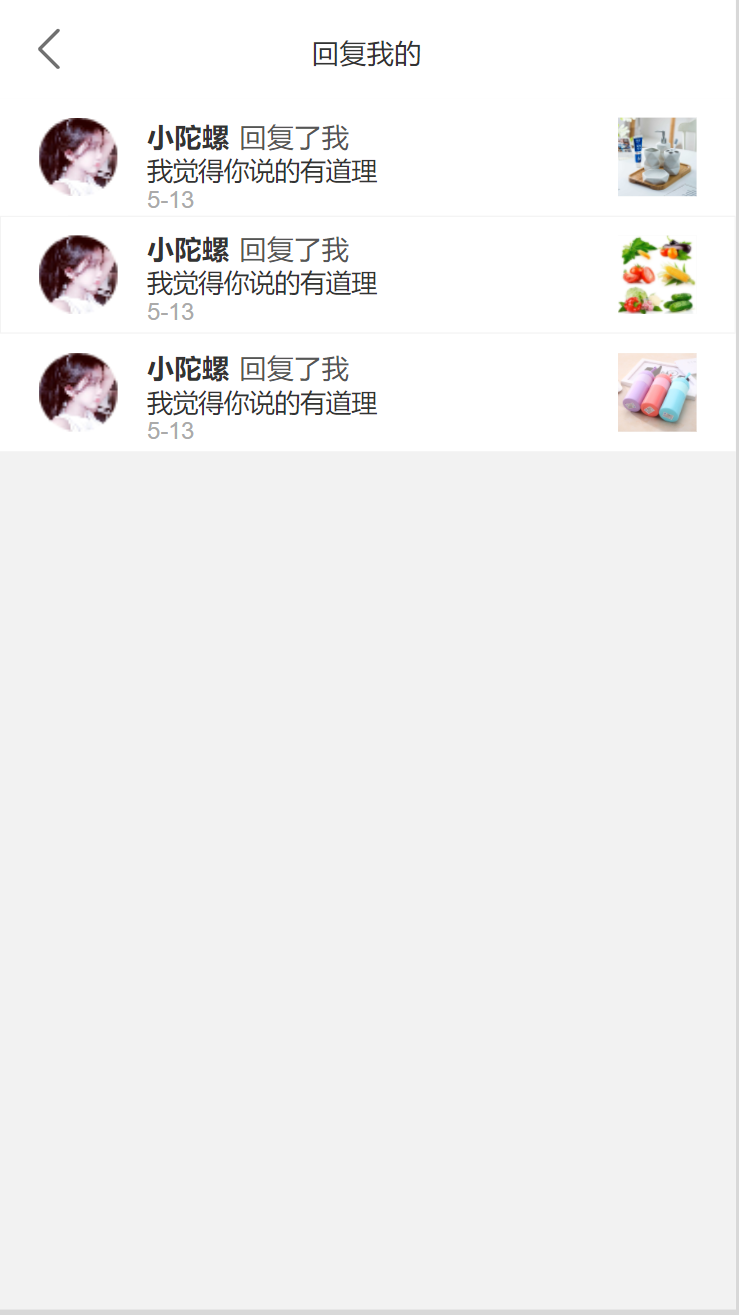 回复我的
小陀螺 回复了我
我觉得你说的有道理
5-13
小陀螺 回复了我
我觉得你说的有道理
5-13
小陀螺 回复了我
我觉得你说的有道理
5-13